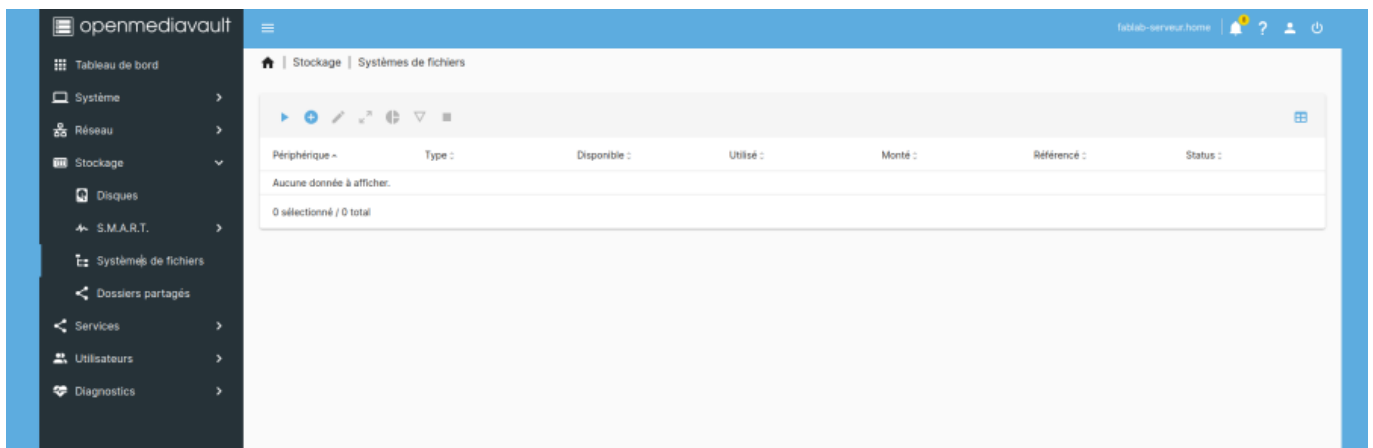 openmediavault
fablab-serveur.home
Tableau de bord
Stockage | Systèmes de fichiers
Système
Réseau
Stockage
Périphérique Type Disponible Utilisé Monté Référencé Status
Aucune donnée à afficher.
Disques
0 sélectionné / 0 total
S.M.A.R.T.
Systèmes de fichiers
Dossiers partagés
Services
Utilisateurs
Diagnostics